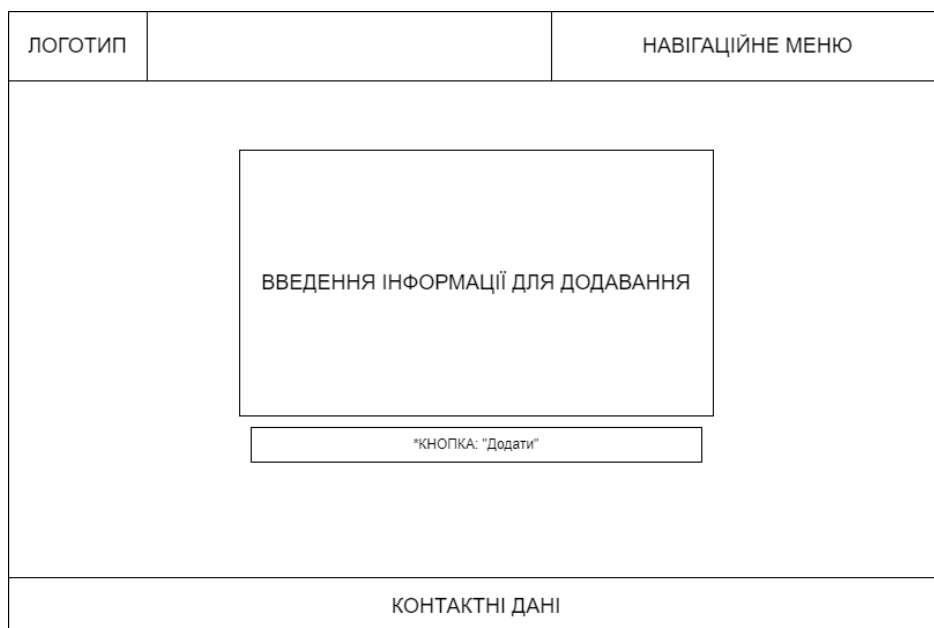 ЛОГОТИП
НАВІГАЦІЙНЕ МЕНЮ
ВВЕДЕННЯ ІНФОРМАЦІЇ ДЛЯ ДОДАВАННЯ
*КНОПКА: "Додати"
КОНТАКТНІ ДАНІ